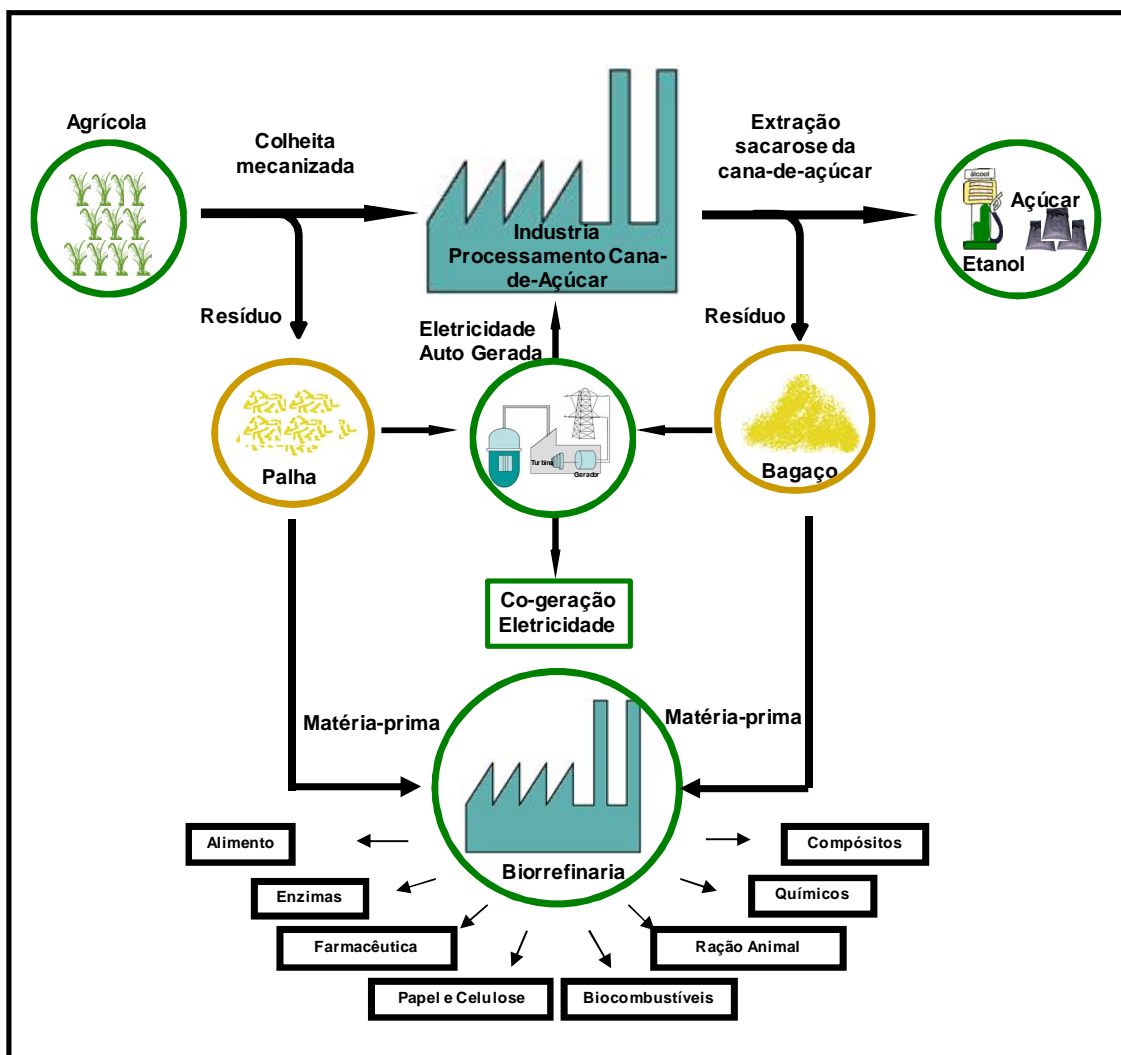 Agrícola
Colheita
mecanizada
Extração
sacarose da
cana-de-açúcar
álcool
Açúcar
Etanol
Industria
Processamento Cana-
de-Açúcar
Resíduo
Eletricidade
Auto Gerada
Resíduo
Palha
Turbina
Gerador
Bagaço
Co-geração
Eletricidade
Matéria-prima
Matéria-prima
Biorrefinaria
Alimento
Compósitos
Enzimas
Químicos
Farmacêutica
Ração Animal
Papel e Celulose
Biocombustíveis